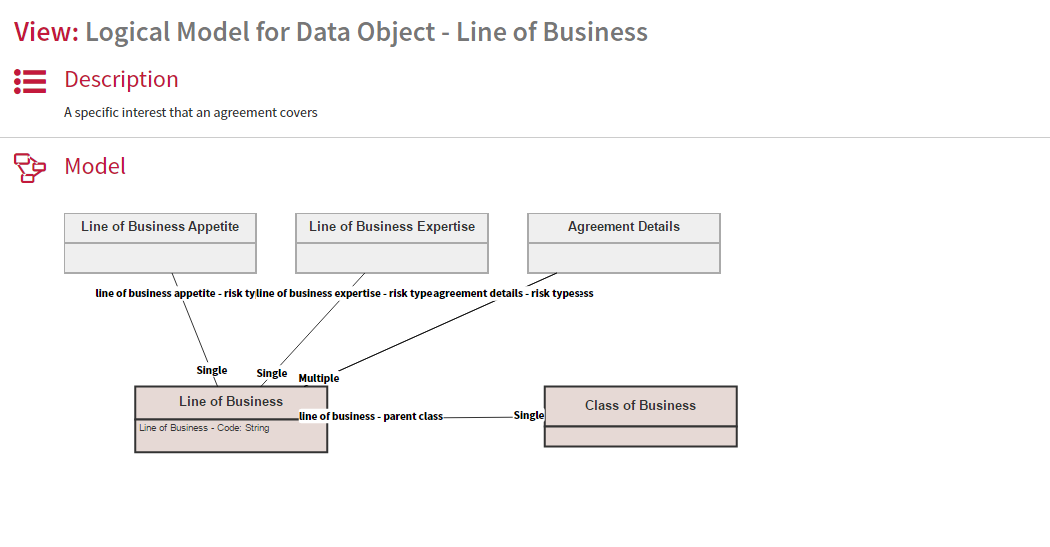 View: Logical Model for Data Object - Line of Business
Description
A specific interest that an agreement covers
Model
Line of Business Appetite
Line of Business Expertise
Agreement Details
line of business appetite - risk
line of business expertise - risk type
agreement details - risk types
Single
Single
Multiple
Line of Business
Line of Business - Code: String
line of business - parent class
Single
Class of Business